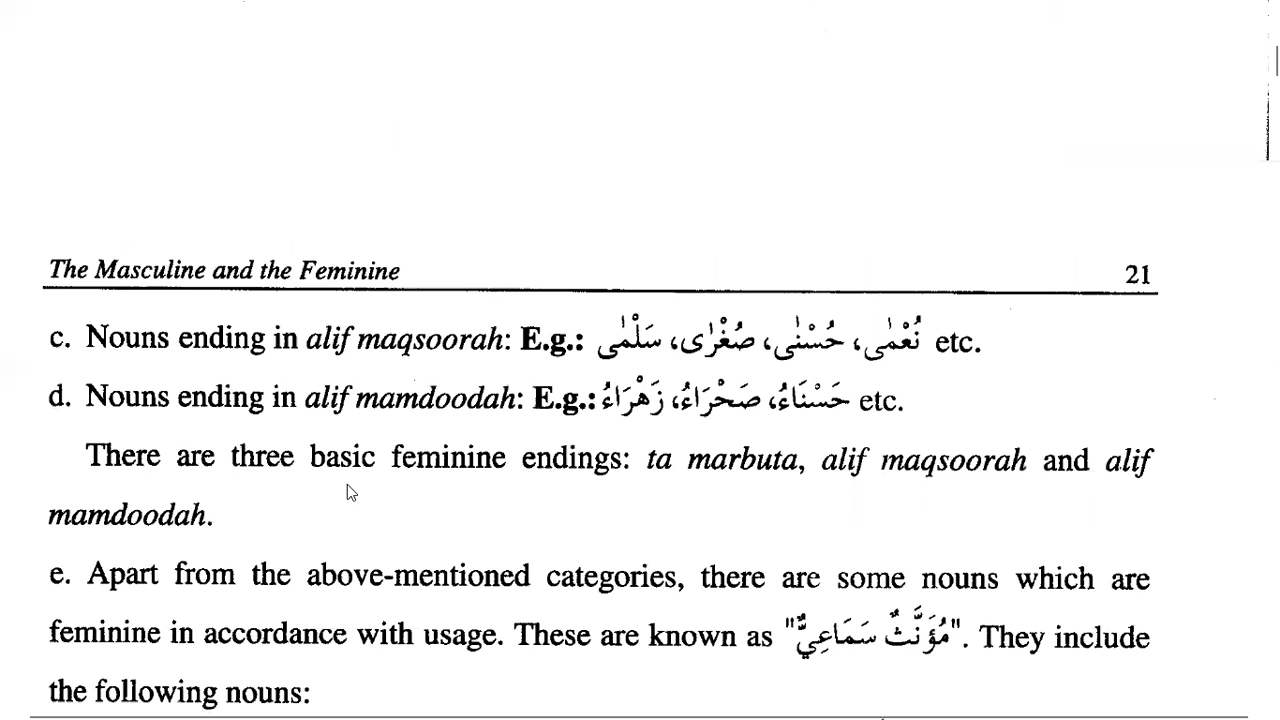 The Masculine and the Feminine 21
c. Nouns ending in alif maqsoorah: E.g.: نُعْمٰى، حُسْنٰى، صُغْرٰى، سَلْمٰى etc.
d. Nouns ending in alif mamdoodah: E.g.: حَسْنَاءُ، صَحْرَاءُ، زَهْرَاءُ etc.
There are three basic feminine endings: ta marbuta, alif maqsoorah and alif
mamdoodah.
e. Apart from the above-mentioned categories, there are some nouns which are
feminine in accordance with usage. These are known as "مُؤَنَّثٌ سَمَاعِيٌّ". They include
the following nouns: